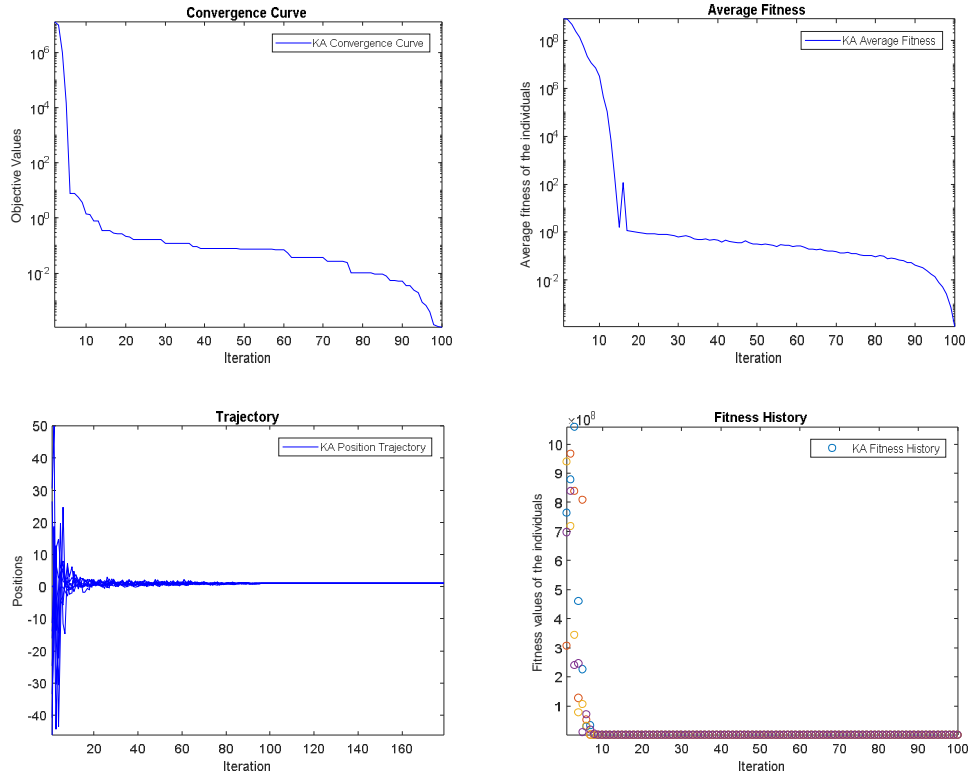 Convergence Curve
KA Convergence Curve
10^6
10^4
10^2
10^0
10^-2
Objective Values
10 20 30 40 50 60 70 80 90 100
Iteration
Average Fitness
KA Average Fitness
10^8
10^6
10^4
10^2
10^0
10^-2
Average fitness of the individuals
10 20 30 40 50 60 70 80 90 100
Iteration
Trajectory
KA Position Trajectory
50
40
30
20
10
0
-10
-20
-30
-40
Positions
20 40 60 80 100 120 140 160
Iteration
Fitness History
×10^8
KA Fitness History
10
9
8
7
6
5
4
3
2
1
Fitness values of the individuals
10 20 30 40 50 60 70 80 90 100
Iteration